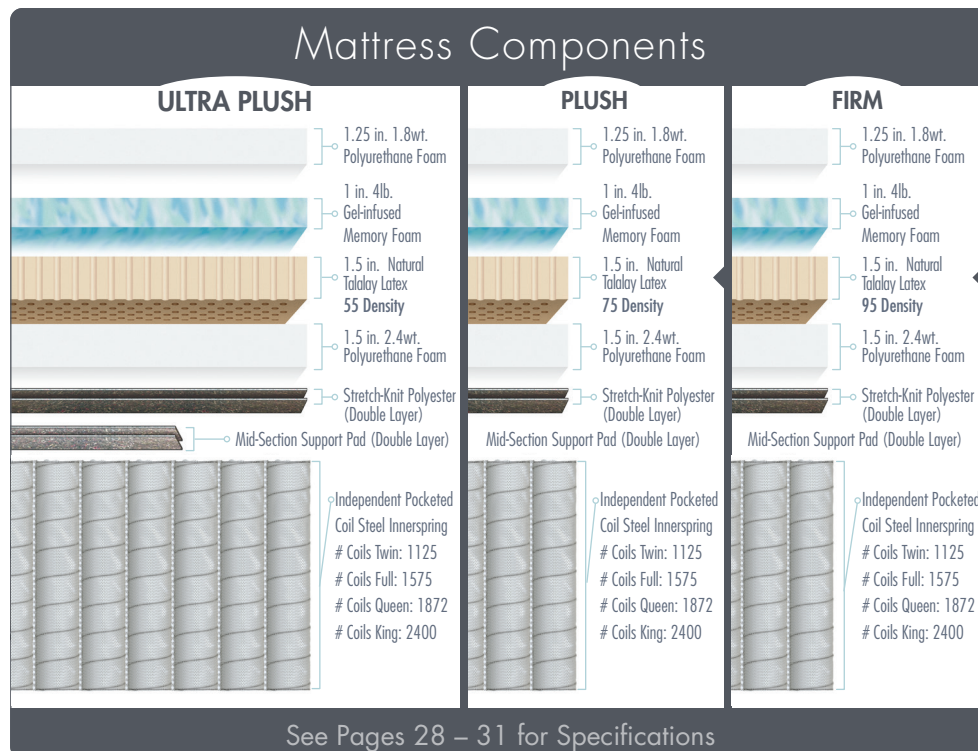 Mattress Components
ULTRA PLUSH
1.25 in. 1.8wt.
Polyurethane Foam
1 in. 4lb.
Gel-infused
Memory Foam
1.5 in. Natural
Talalay Latex
55 Density
1.5 in. 2.4wt.
Polyurethane Foam
Stretch-Knit Polyester
(Double Layer)
Mid-Section Support Pad (Double Layer)
Independent Pocketed
Coil Steel Innerspring
# Coils Twin: 1125
# Coils Full: 1575
# Coils Queen: 1872
# Coils King: 2400
PLUSH
1.25 in. 1.8wt.
Polyurethane Foam
1 in. 4lb.
Gel-infused
Memory Foam
1.5 in. Natural
Talalay Latex
75 Density
1.5 in. 2.4wt.
Polyurethane Foam
Stretch-Knit Polyester
(Double Layer)
Mid-Section Support Pad (Double Layer)
Independent Pocketed
Coil Steel Innerspring
# Coils Twin: 1125
# Coils Full: 1575
# Coils Queen: 1872
# Coils King: 2400
FIRM
1.25 in. 1.8wt.
Polyurethane Foam
1 in. 4lb.
Gel-infused
Memory Foam
1.5 in. Natural
Talalay Latex
95 Density
1.5 in. 2.4wt.
Polyurethane Foam
Stretch-Knit Polyester
(Double Layer)
Mid-Section Support Pad (Double Layer)
Independent Pocketed
Coil Steel Innerspring
# Coils Twin: 1125
# Coils Full: 1575
# Coils Queen: 1872
# Coils King: 2400
See Pages 28 – 31 for Specifications